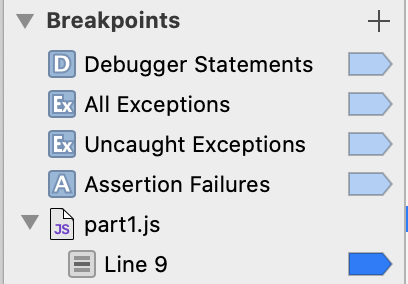 Breakpoints
D Debugger Statements
Ex All Exceptions
Ex Uncaught Exceptions
A Assertion Failures
JS part1.js
Line 9